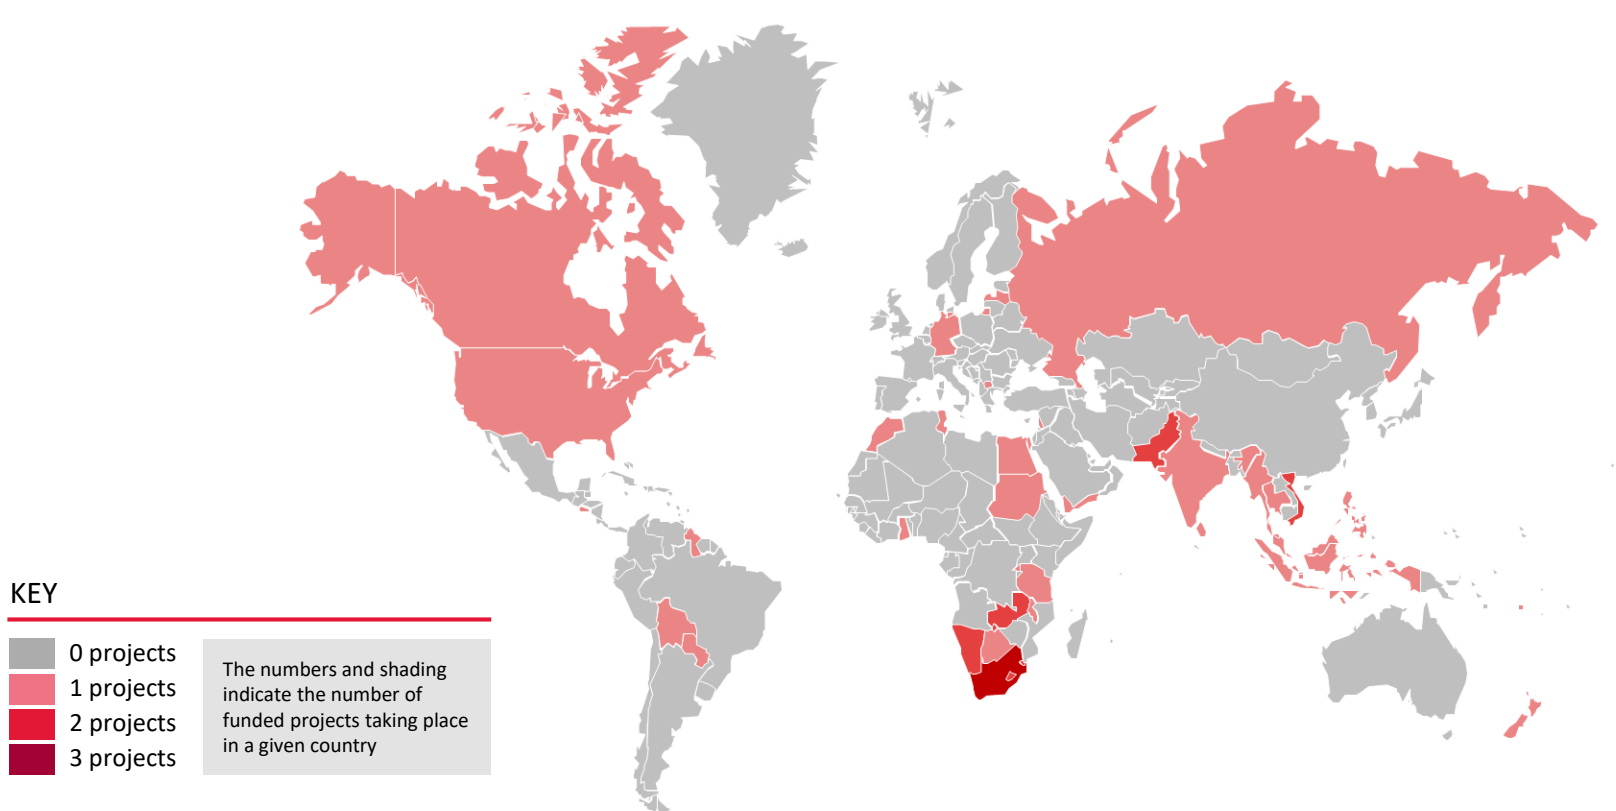 KEY
0 projects
1 projects
2 projects
3 projects
The numbers and shading
indicate the number of
funded projects taking place
in a given country